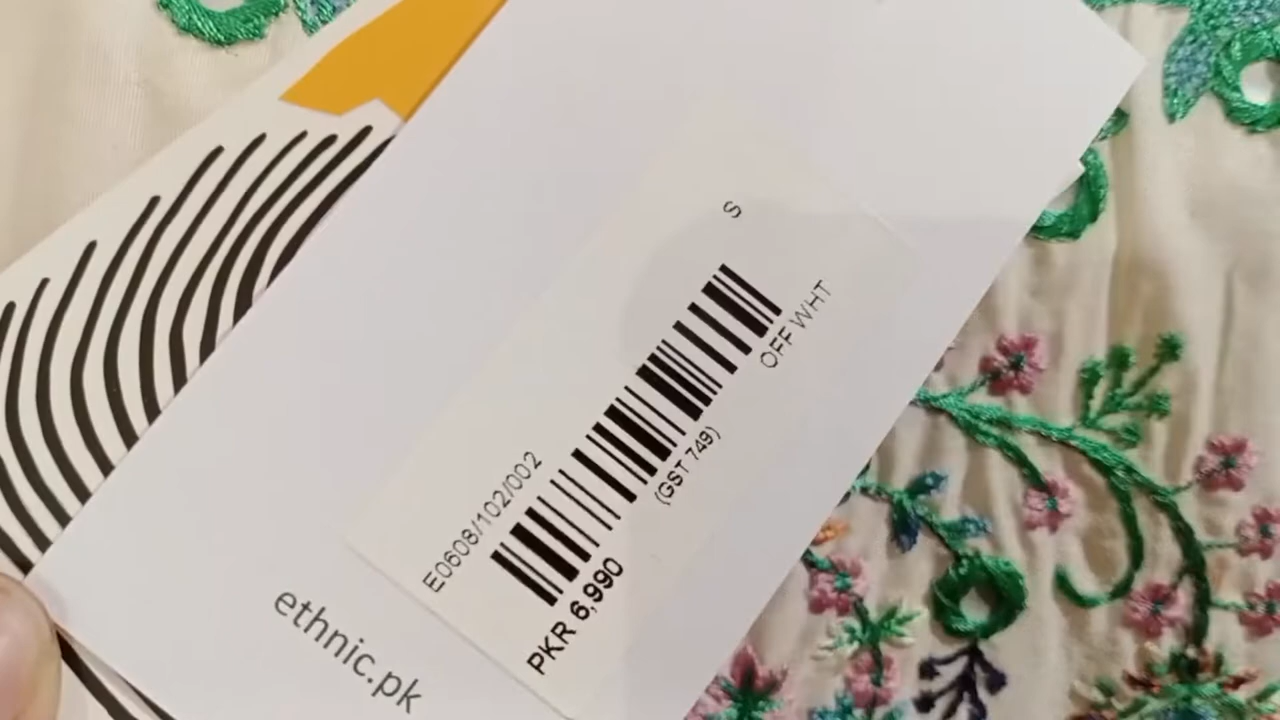 S
E0608/102/002
OFF WHT
(GST 749)
PKR 6,990
ethnic.pk